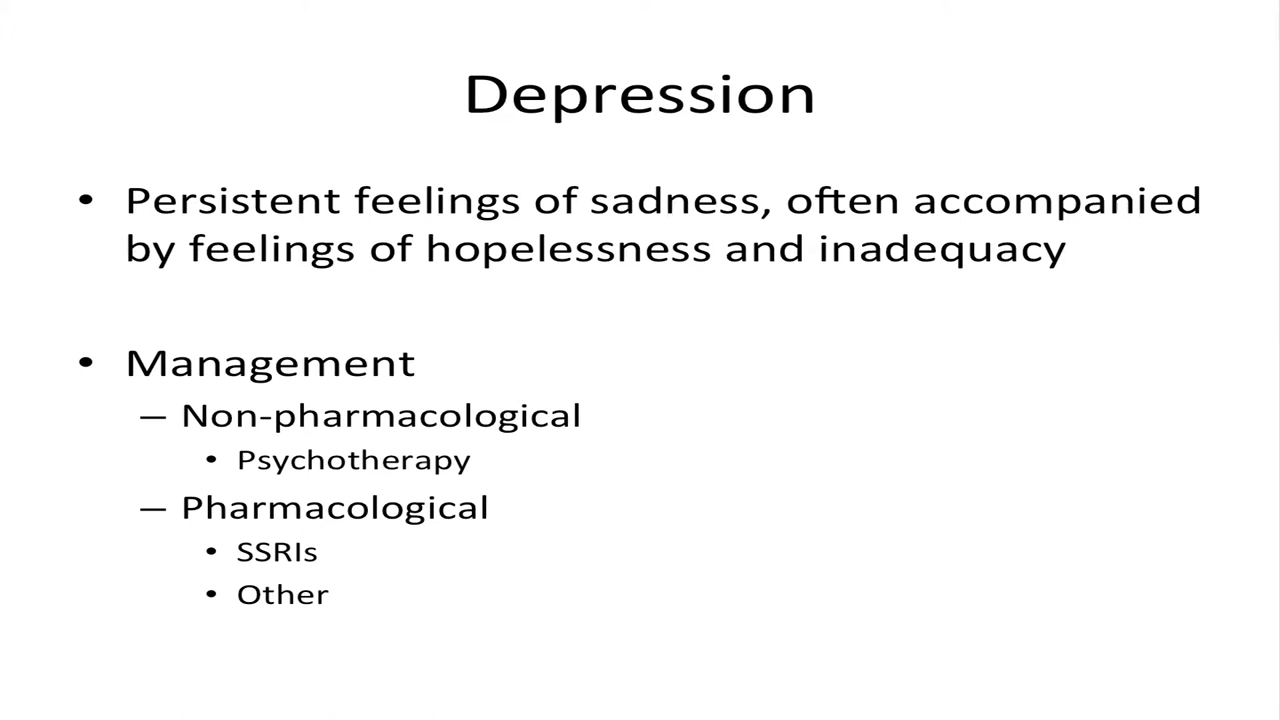 Depression
• Persistent feelings of sadness, often accompanied
by feelings of hopelessness and inadequacy
• Management
– Non-pharmacological
• Psychotherapy
– Pharmacological
• SSRIs
• Other